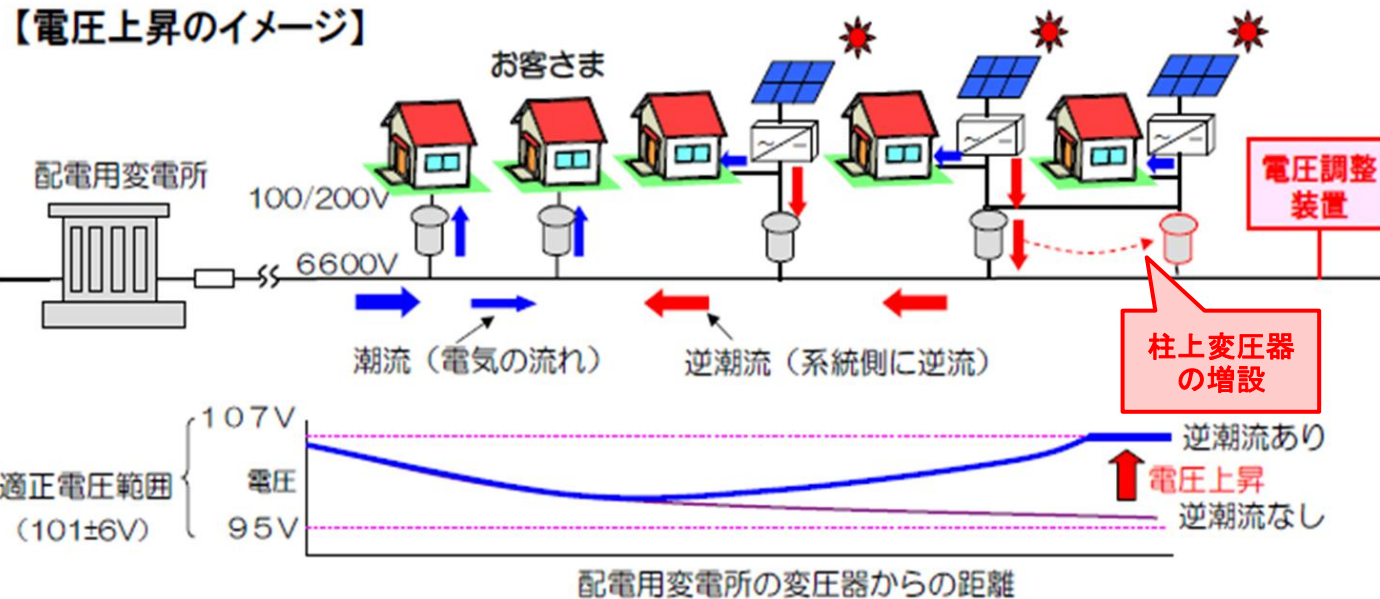 【電圧上昇のイメージ】
お客さま
配電用変電所
100/200V
6600V
電圧調整
装置
潮流（電気の流れ）
逆潮流（系統側に逆流）
柱上変圧器
の増設
107V
適正電圧範囲
（101±6V）
電圧
95V
逆潮流あり
電圧上昇
逆潮流なし
配電用変電所の変圧器からの距離